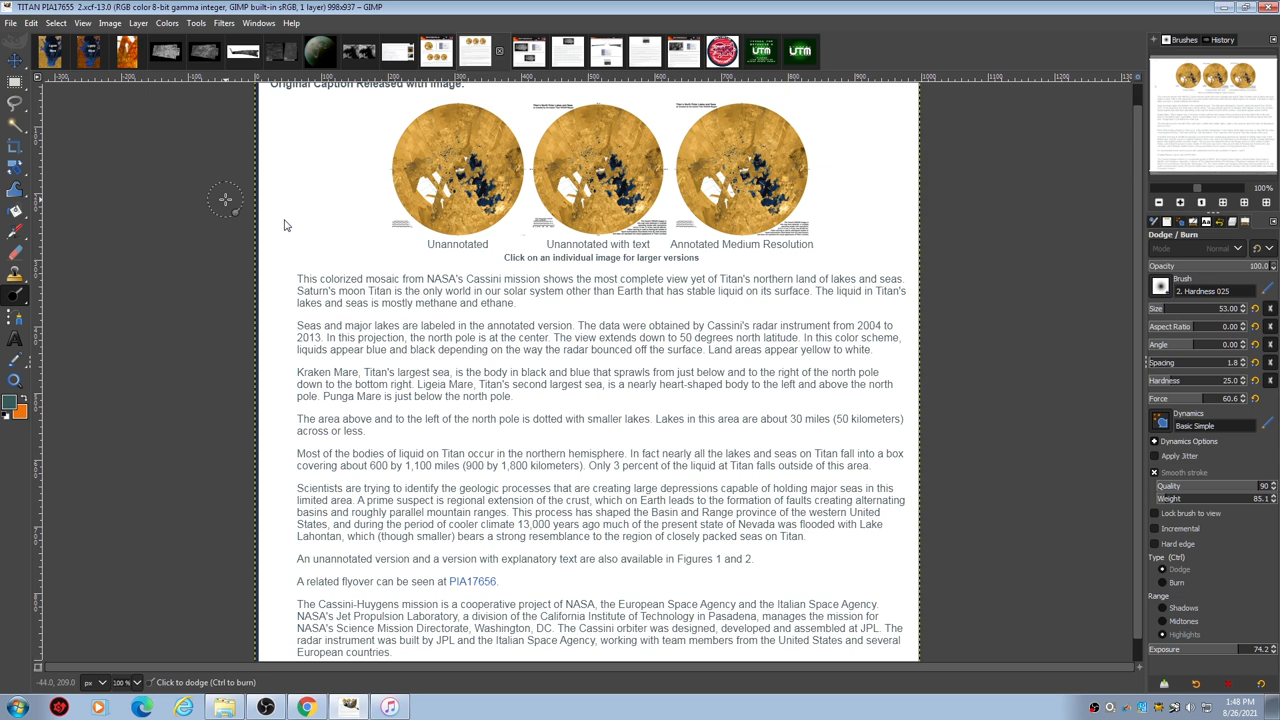 TITAN PIA17655 2.xcf-13.0 (RGB color 8-bit gamma integer, GIMP built-in sRGB, 1 layer) 998x937 – GIMP
File Edit Select View Image Layer Colors Tools Filters Windows Help
UTM UTM
Brushes History
-300 -200 -100 0 100 200 300 400 500 600 700 800 900 1000 1100 1200
Original Caption Released with Image:
Unannotated Unannotated with text Annotated Medium Resolution
Click on an individual image for larger versions
This colorized mosaic from NASA's Cassini mission shows the most complete view yet of Titan's northern land of lakes and seas.
Saturn's moon Titan is the only world in our solar system other than Earth that has stable liquid on its surface. The liquid in Titan's
lakes and seas is mostly methane and ethane.
Seas and major lakes are labeled in the annotated version. The data were obtained by Cassini's radar instrument from 2004 to
2013. In this projection, the north pole is at the center. The view extends down to 50 degrees north latitude. In this color scheme,
liquids appear blue and black depending on the way the radar bounced off the surface. Land areas appear yellow to white.
Kraken Mare, Titan's largest sea, is the body in black and blue that sprawls from just below and to the right of the north pole
down to the bottom right. Ligeia Mare, Titan's second largest sea, is a nearly heart-shaped body to the left and above the north
pole. Punga Mare is just below the north pole.
The area above and to the left of the north pole is dotted with smaller lakes. Lakes in this area are about 30 miles (50 kilometers)
across or less.
Most of the bodies of liquid on Titan occur in the northern hemisphere. In fact nearly all the lakes and seas on Titan fall into a box
covering about 600 by 1,100 miles (900 by 1,800 kilometers). Only 3 percent of the liquid at Titan falls outside of this area.
Scientists are trying to identify the geologic processes that are creating large depressions capable of holding major seas in this
limited area. A prime suspect is regional extension of the crust, which on Earth leads to the formation of faults creating alternating
basins and roughly parallel mountain ranges. This process has shaped the Basin and Range province of the western United
States, and during the period of cooler climate 13,000 years ago much of the present state of Nevada was flooded with Lake
Lahontan, which (though smaller) bears a strong resemblance to the region of closely packed seas on Titan.
An unannotated version and a version with explanatory text are also available in Figures 1 and 2.
A related flyover can be seen at PIA17656.
The Cassini-Huygens mission is a cooperative project of NASA, the European Space Agency and the Italian Space Agency.
NASA's Jet Propulsion Laboratory, a division of the California Institute of Technology in Pasadena, manages the mission for
NASA's Science Mission Directorate, Washington, DC. The Cassini orbiter was designed, developed and assembled at JPL. The
radar instrument was built by JPL and the Italian Space Agency, working with team members from the United States and several
European countries.
100%
Dodge / Burn
Mode Normal
Opacity 100.0
Brush
2. Hardness 025
Size 53.00
Aspect Ratio 0.00
Angle 0.00
Spacing 1.8
Hardness 25.0
Force 60.6
Dynamics
Basic Simple
Dynamics Options
Apply Jitter
Smooth stroke
Quality 90
Weight 85.1
Lock brush to view
Incremental
Hard edge
Type (Ctrl)
Dodge
Burn
Range
Shadows
Midtones
Highlights
Exposure 74.2
-44.0, 209.0 px 100 % Click to dodge (Ctrl to burn)
1:48 PM
8/26/2021